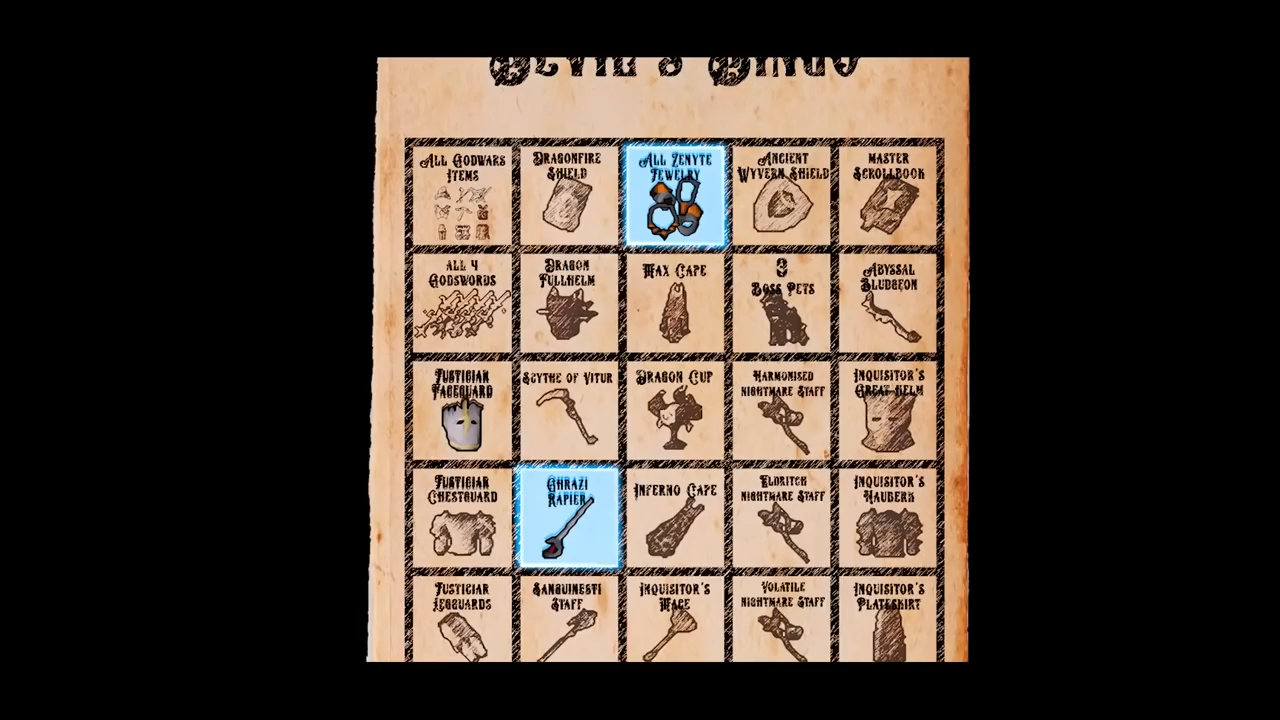 Devil's Bingo
All Godwars
Items
Dragonfire
Shield
All Zenyte
Jewelry
Ancient
Wyvern Shield
Master
Scrollbook
All 4
Godswords
Dragon
Fullhelm
Max Cape
3
Boss Pets
Abyssal
Bludgeon
Justiciar
Faceguard
Scythe of Vitur
Dragon Cup
Harmonised
Nightmare Staff
Inquisitor's
Great Helm
Justiciar
Chestguard
Ghrazi
Rapier
Inferno Cape
Eldritch
Nightmare Staff
Inquisitor's
Hauberk
Justiciar
Legguards
Sanguinesti
Staff
Inquisitor's
Mace
Volatile
Nightmare Staff
Inquisitor's
Plateskirt